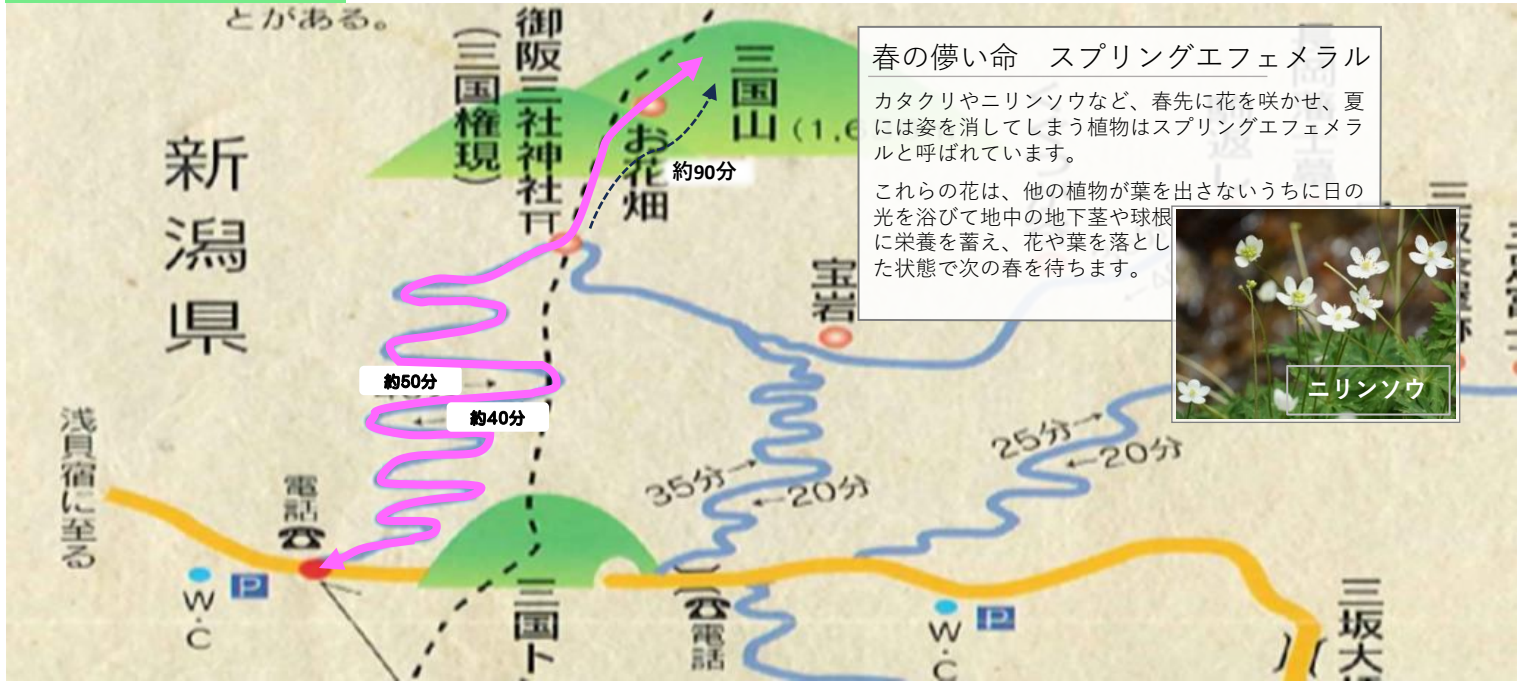 とがある。
新潟県
(三国権現)
御阪三社神社
お花畑
三国山(1,6
約90分
春の儚い命　スプリングエフェメラル
カタクリやニリンソウなど、春先に花を咲かせ、夏
には姿を消してしまう植物はスプリングエフェメラ
ルと呼ばれています。
これらの花は、他の植物が葉を出さないうちに日の
光を浴びて地中の地下茎や球根
に栄養を蓄え、花や葉を落とし
た状態で次の春を待ちます。
ニリンソウ
宝岩
約50分
約40分
25分→
←20分
35分→
←20分
浅貝宿に至る
電話
W.C
P
三国ト
電話
W.C
P
三坂大